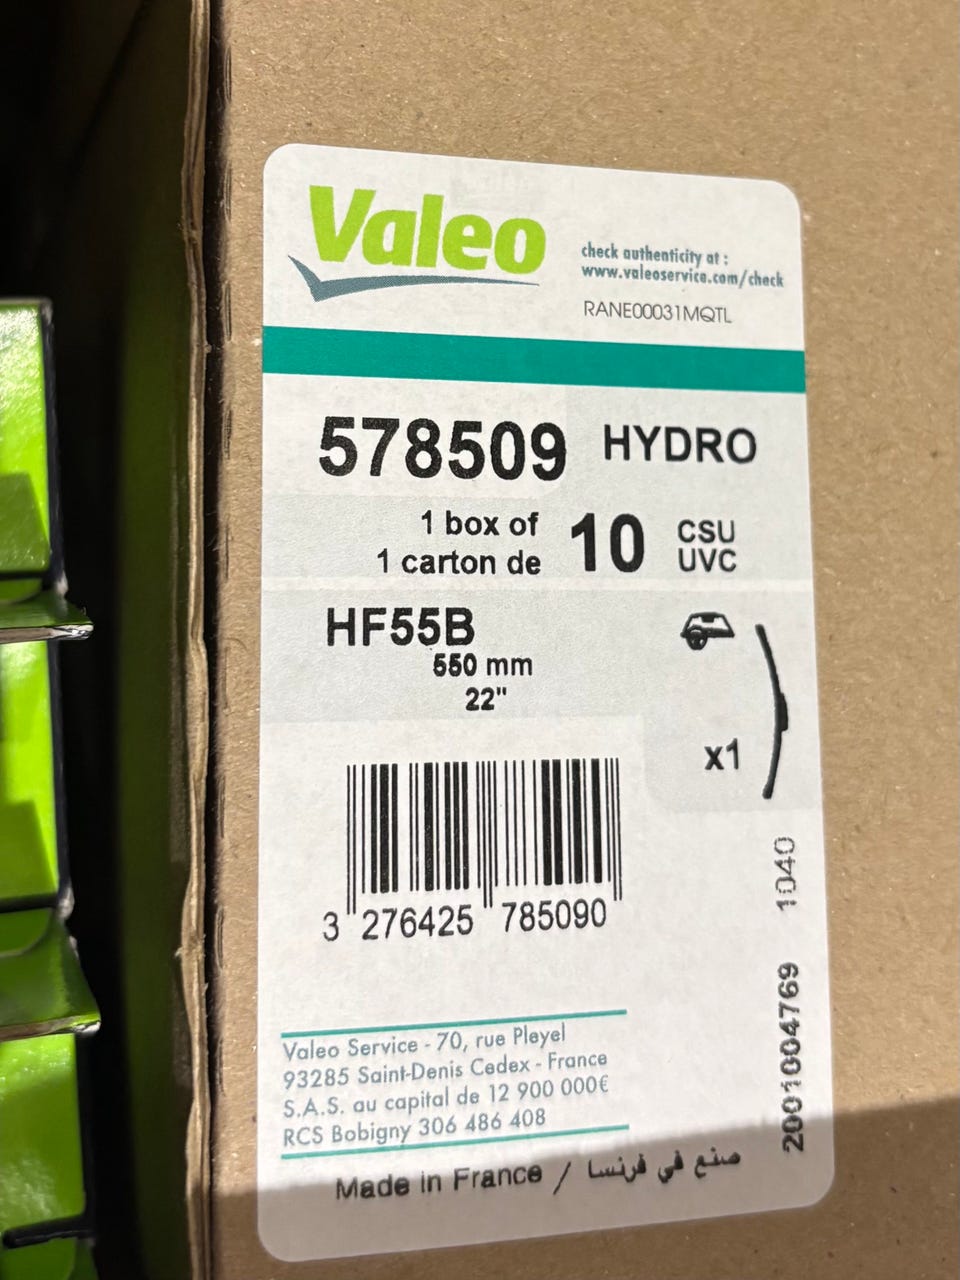 Valeo
check authenticity at :
www.valeoservice.com/check
RANE00031MQTL
578509 HYDRO
1 box of
1 carton de
10
CSU
UVC
HF55B
550 mm
22"
x1
3 276425 785090
1040
2001004769
Valeo Service - 70, rue Pleyel
93285 Saint-Denis Cedex - France
S.A.S. au capital de 12 900 000€
RCS Bobigny 306 486 408
Made in France / صنع في فرنسا